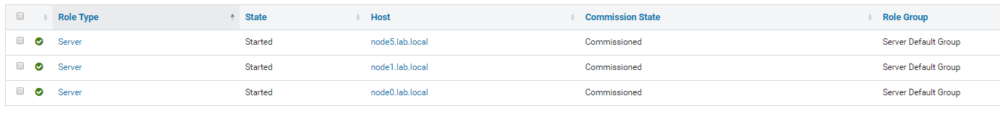 Role Type State Host Commission State Role Group
Server Started node5.lab.local Commissioned Server Default Group
Server Started node1.lab.local Commissioned Server Default Group
Server Started node0.lab.local Commissioned Server Default Group